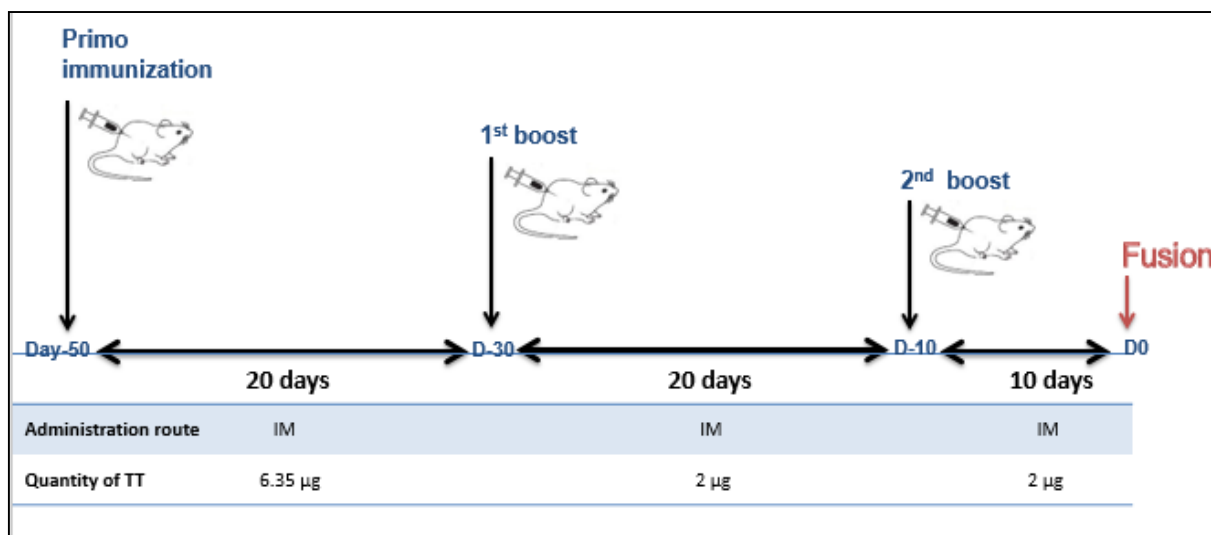 Primo
immunization
1st boost
2nd boost
Fusion
Day-50
D-30
D-10
D0
20 days
20 days
10 days
Administration route IM IM IM
Quantity of TT 6.35 µg 2 µg 2 µg